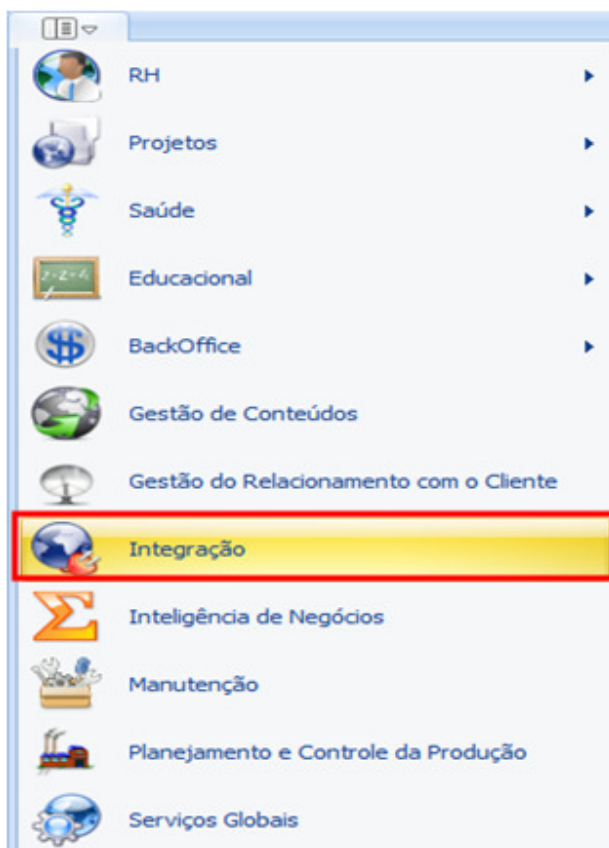 RH
Projetos
Saúde
Educacional
BackOffice
Gestão de Conteúdos
Gestão do Relacionamento com o Cliente
Integração
Inteligência de Negócios
Manutenção
Planejamento e Controle da Produção
Serviços Globais